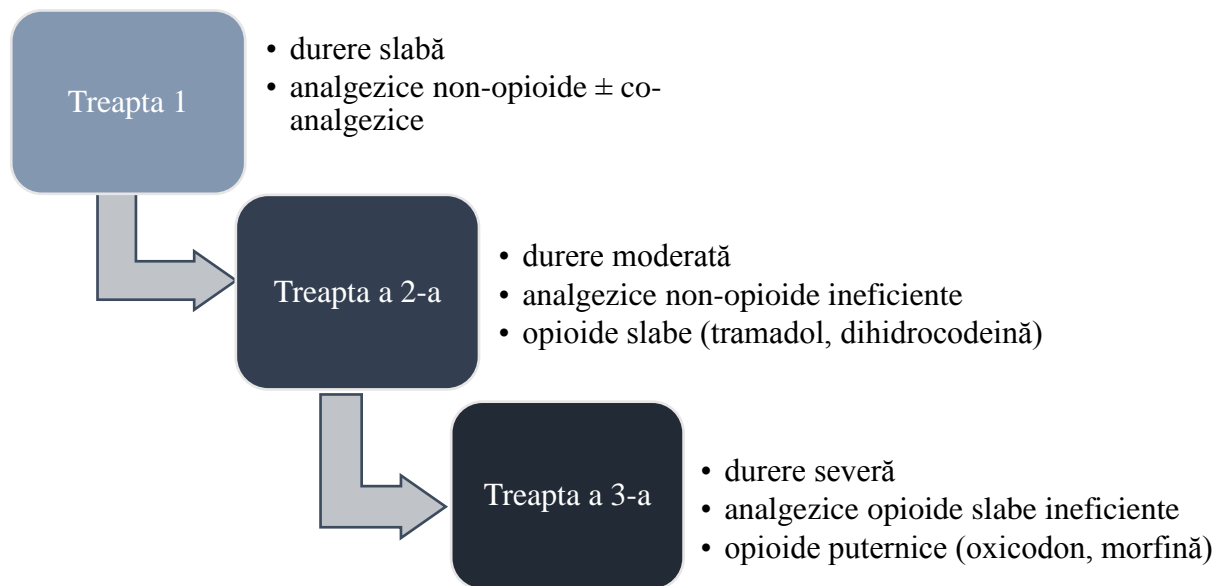 Treapta 1
• durere slabă
• analgezice non-opioide ± co-
analgezice
Treapta a 2-a
• durere moderată
• analgezice non-opioide ineficiente
• opioide slabe (tramadol, dihidrocodeină)
Treapta a 3-a
• durere severă
• analgezice opioide slabe ineficiente
• opioide puternice (oxicodon, morfină)